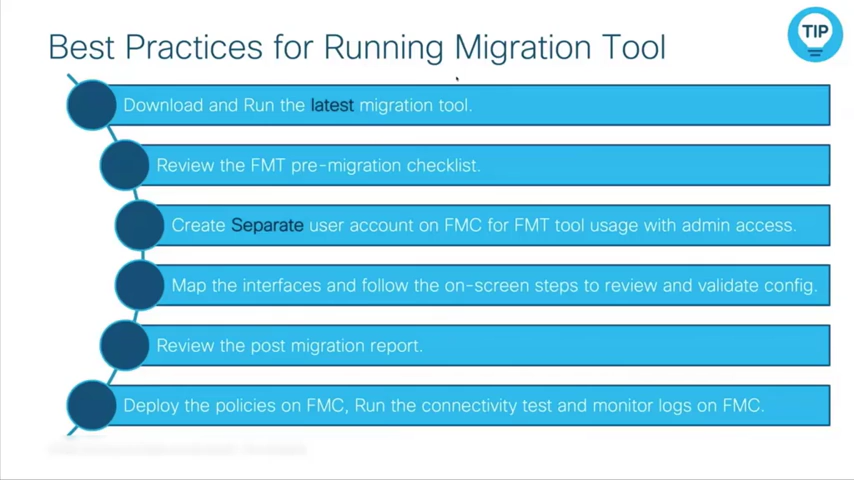 Best Practices for Running Migration Tool
TIP
Download and Run the latest migration tool.
Review the FMT pre-migration checklist.
Create Separate user account on FMC for FMT tool usage with admin access.
Map the interfaces and follow the on-screen steps to review and validate config.
Review the post migration report.
Deploy the policies on FMC, Run the connectivity test and monitor logs on FMC.